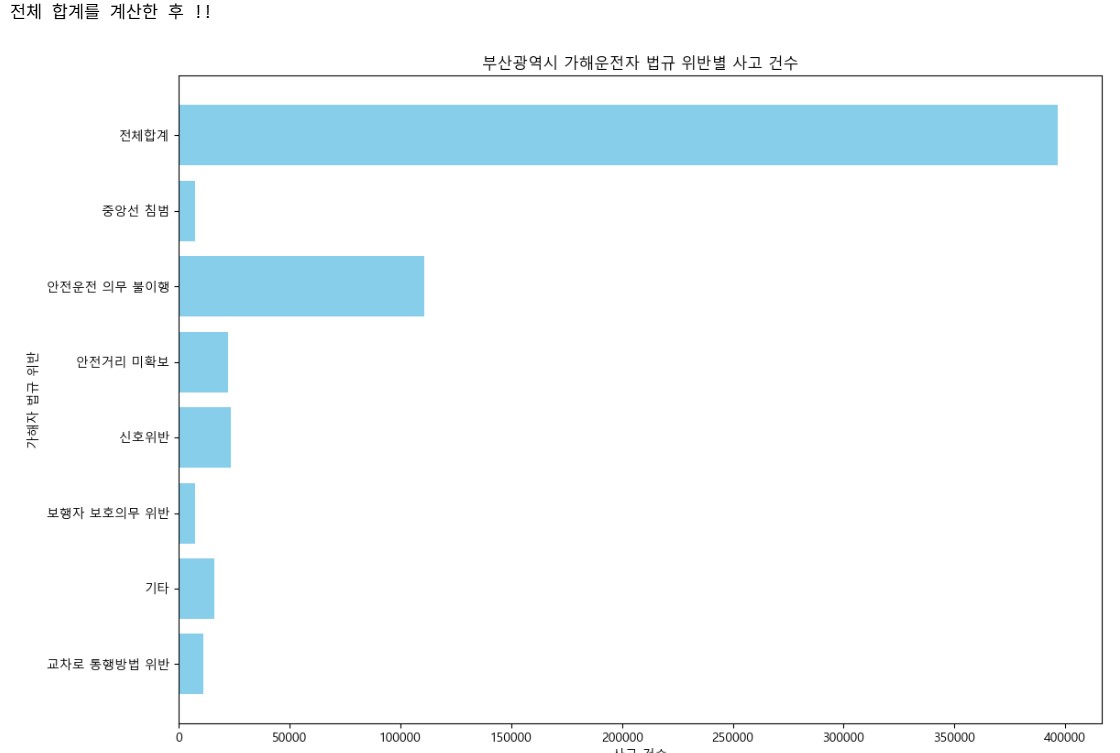 전체 합계를 계산한 후 !!
부산광역시 가해운전자 법규 위반별 사고 건수
가해자 법규 위반
전체합계
중앙선 침범
안전운전 의무 불이행
안전거리 미확보
신호위반
보행자 보호의무 위반
기타
교차로 통행방법 위반
0 50000 100000 150000 200000 250000 300000 350000 400000
사고 건수